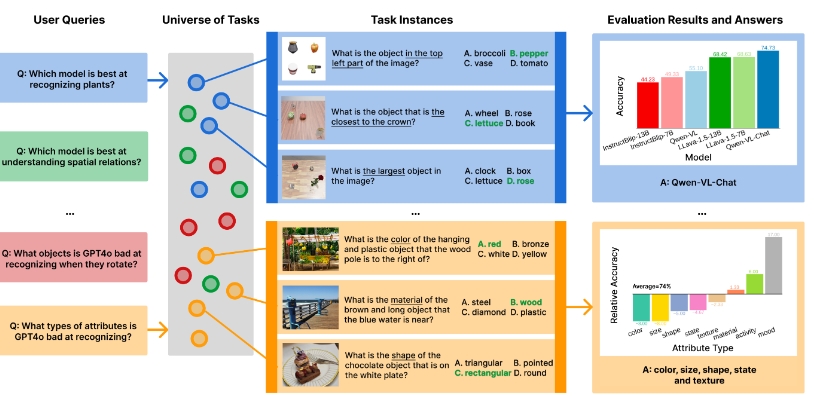 User Queries
Universe of Tasks
Task Instances
Evaluation Results and Answers
Q: Which model is best at
recognizing plants?
Q: Which model is best at
understanding spatial relations?
...
Q: What objects is GPT4o bad at
recognizing when they rotate?
Q: What types of attributes is
GPT4o bad at recognizing?
What is the object in the top
left part of the image?
A. broccoli B. pepper
C. vase D. tomato
What is the object that is the
closest to the crown?
A. wheel B. rose
C. lettuce D. book
What is the largest object in
the image?
A. clock B. box
C. lettuce D. rose
...
What is the color of the hanging
and plastic object that the wood
pole is to the right of?
A. red B. bronze
C. white D. yellow
What is the material of the
brown and long object that
the blue water is near?
A. steel B. wood
C. diamond D. plastic
What is the shape of the
chocolate object that is on
the white plate?
A. triangular B. pointed
C. rectangular D. round
Accuracy
44.23
68.42
74.73
InstructBlip-13B
InstructBlip-7B
Qwen-VL
LLava-1.5-13B
LLava-1.5-7B
Qwen-VL-Chat
Model
A: Qwen-VL-Chat
...
Relative Accuracy
Average=74%
color
size
shape
state
texture
material
activity
mood
Attribute Type
A: color, size, shape, state
and texture